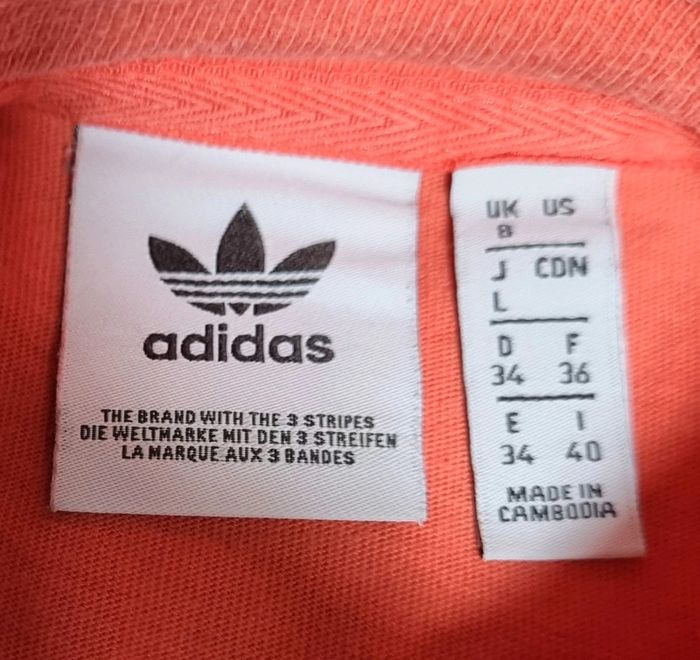 adidas
THE BRAND WITH THE 3 STRIPES
DIE WELTMARKE MIT DEN 3 STREIFEN
LA MARQUE AUX 3 BANDES
UK US
8
J CDN
L
D F
34 36
E I
34 40
MADE IN
CAMBODIA